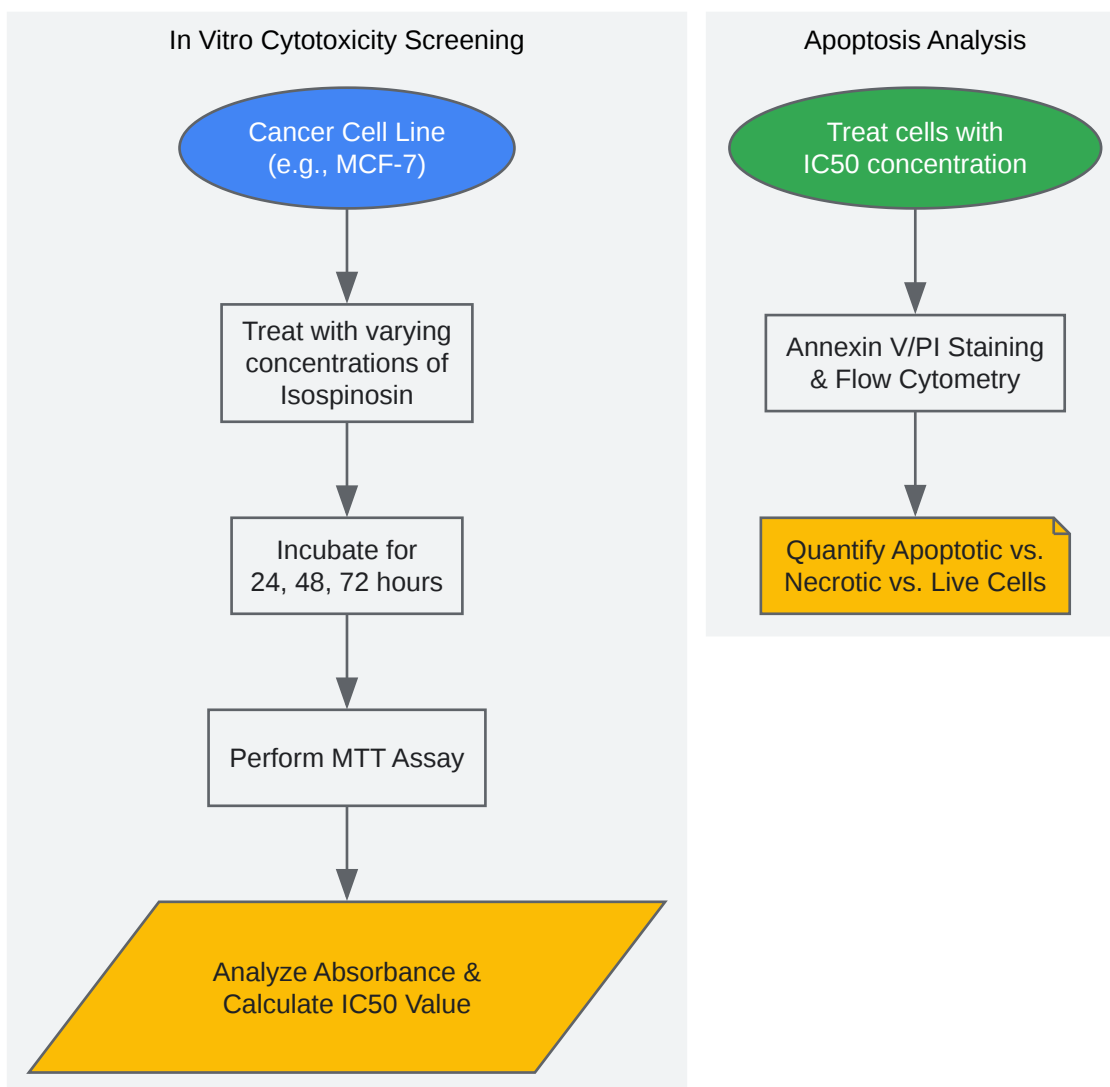 In Vitro Cytotoxicity Screening
Cancer Cell Line
(e.g., MCF-7)
Treat with varying
concentrations of
Isospinosin
Incubate for
24, 48, 72 hours
Perform MTT Assay
Analyze Absorbance &
Calculate IC50 Value
Apoptosis Analysis
Treat cells with
IC50 concentration
Annexin V/PI Staining
& Flow Cytometry
Quantify Apoptotic vs.
Necrotic vs. Live Cells